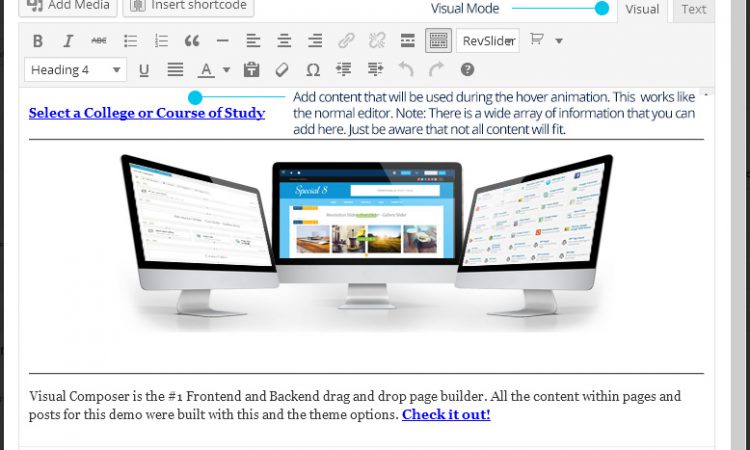 Add Media
Insert shortcode
Visual Mode
Visual
Text
B I ABC
RevSlider
Heading 4
U
A
Ω
Add content that will be used during the hover animation. This works like
the normal editor. Note: There is a wide array of information that you can
add here. Just be aware that not all content will fit.
Select a College or Course of Study
Special 8
Visual Composer is the #1 Frontend and Backend drag and drop page builder. All the content within pages and
posts for this demo were built with this and the theme options. Check it out!